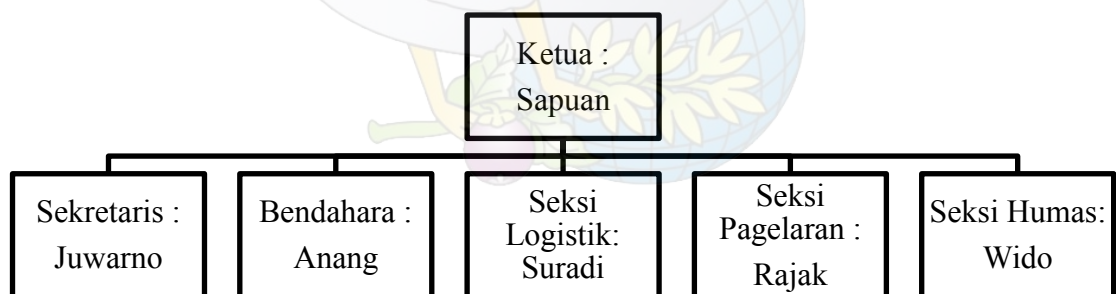 Ketua :
Sapuan
Sekretaris :
Juwarno
Bendahara :
Anang
Seksi
Logistik:
Suradi
Seksi
Pagelaran :
Rajak
Seksi Humas:
Wido